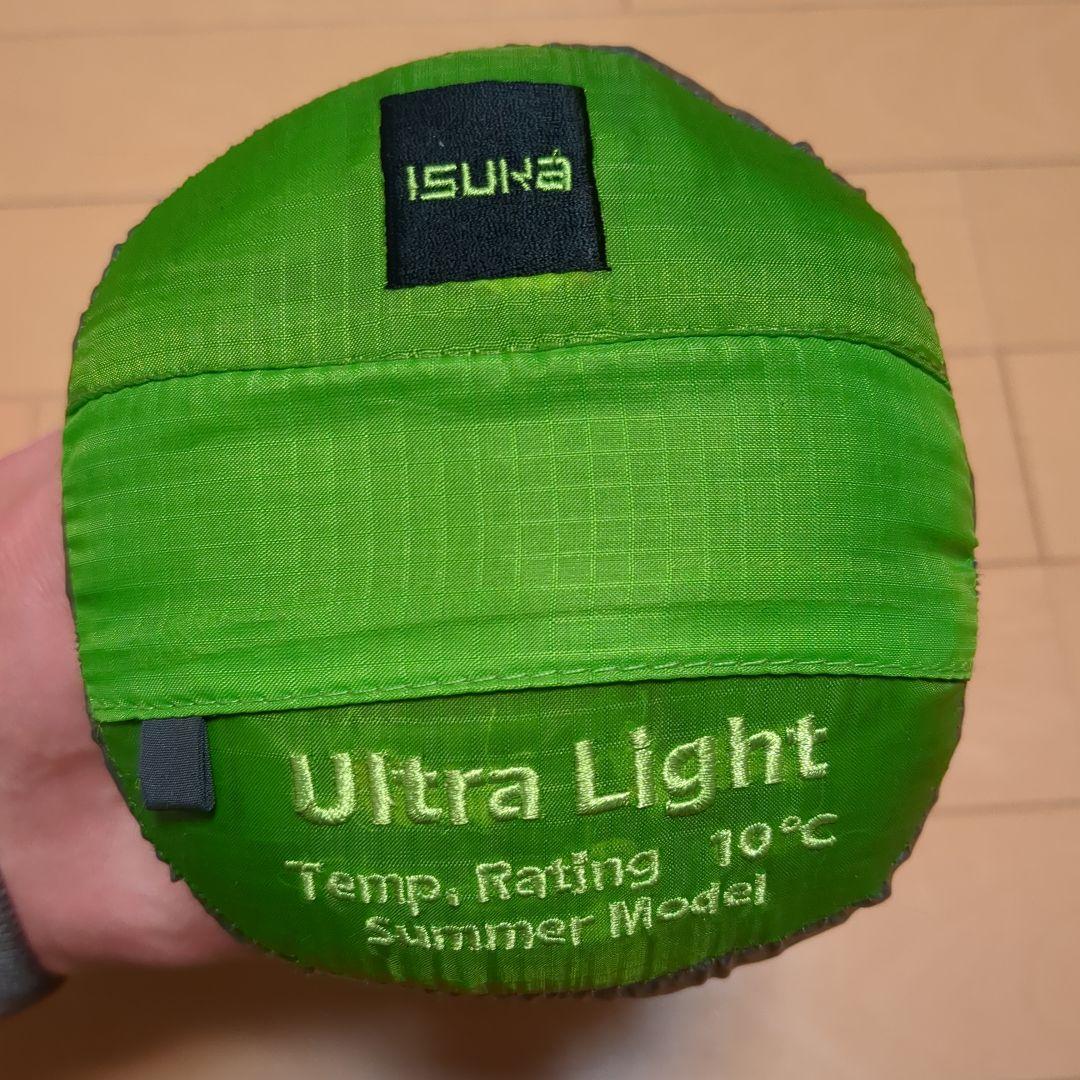 ISUKA
Ultra Light
Temp. Rating 10℃
Summer Model